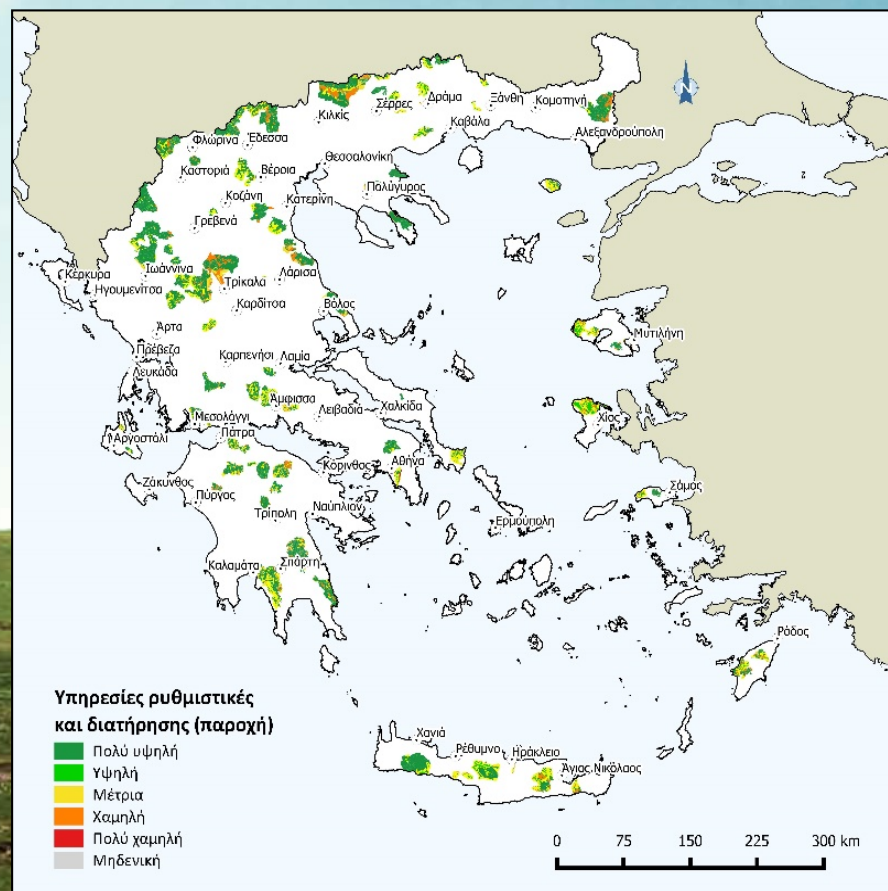 N
Φλώρινα
Έδεσσα
Κιλκίς
Σέρρες
Δράμα
Ξάνθη
Κομοτηνή
Καβάλα
Αλεξανδρούπολη
Καστοριά
Βέροια
Θεσσαλονίκη
Πολύγυρος
Κοζάνη
Κατερίνη
Γρεβενά
Κέρκυρα
Ιωάννινα
Ηγουμενίτσα
Τρίκαλα
Λάρισα
Καρδίτσα
Βόλος
Μυτιλήνη
Άρτα
Πρέβεζα
Λευκάδα
Καρπενήσι
Λαμία
Άμφισσα
Λειβαδιά
Χαλκίδα
Χίος
Μεσολόγγι
Πάτρα
Αργοστόλι
Κόρινθος
Αθήνα
Ζάκυνθος
Πύργος
Τρίπολη
Ναύπλιον
Ερμούπολη
Σάμος
Καλαμάτα
Σπάρτη
Ρόδος
Χανιά
Ρέθυμνο
Ηράκλειο
Άγιος Νικόλαος
Υπηρεσίες ρυθμιστικές
και διατήρησης (παροχή)
Πολύ υψηλή
Υψηλή
Μέτρια
Χαμηλή
Πολύ χαμηλή
Μηδενική
0 75 150 225 300 km